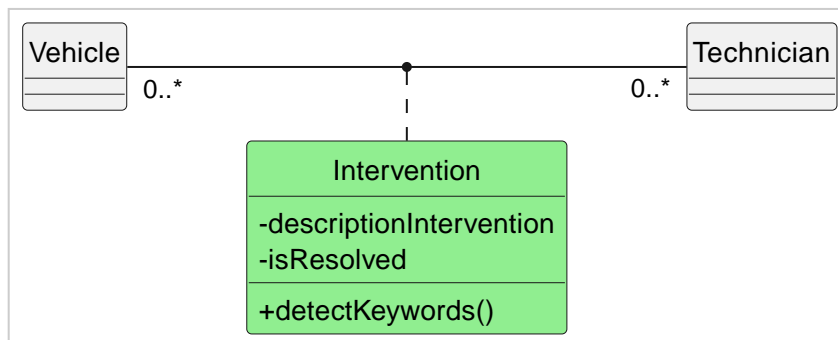 Vehicle
Technician
0..*
0..*
Intervention
-descriptionIntervention
-isResolved
+detectKeywords()